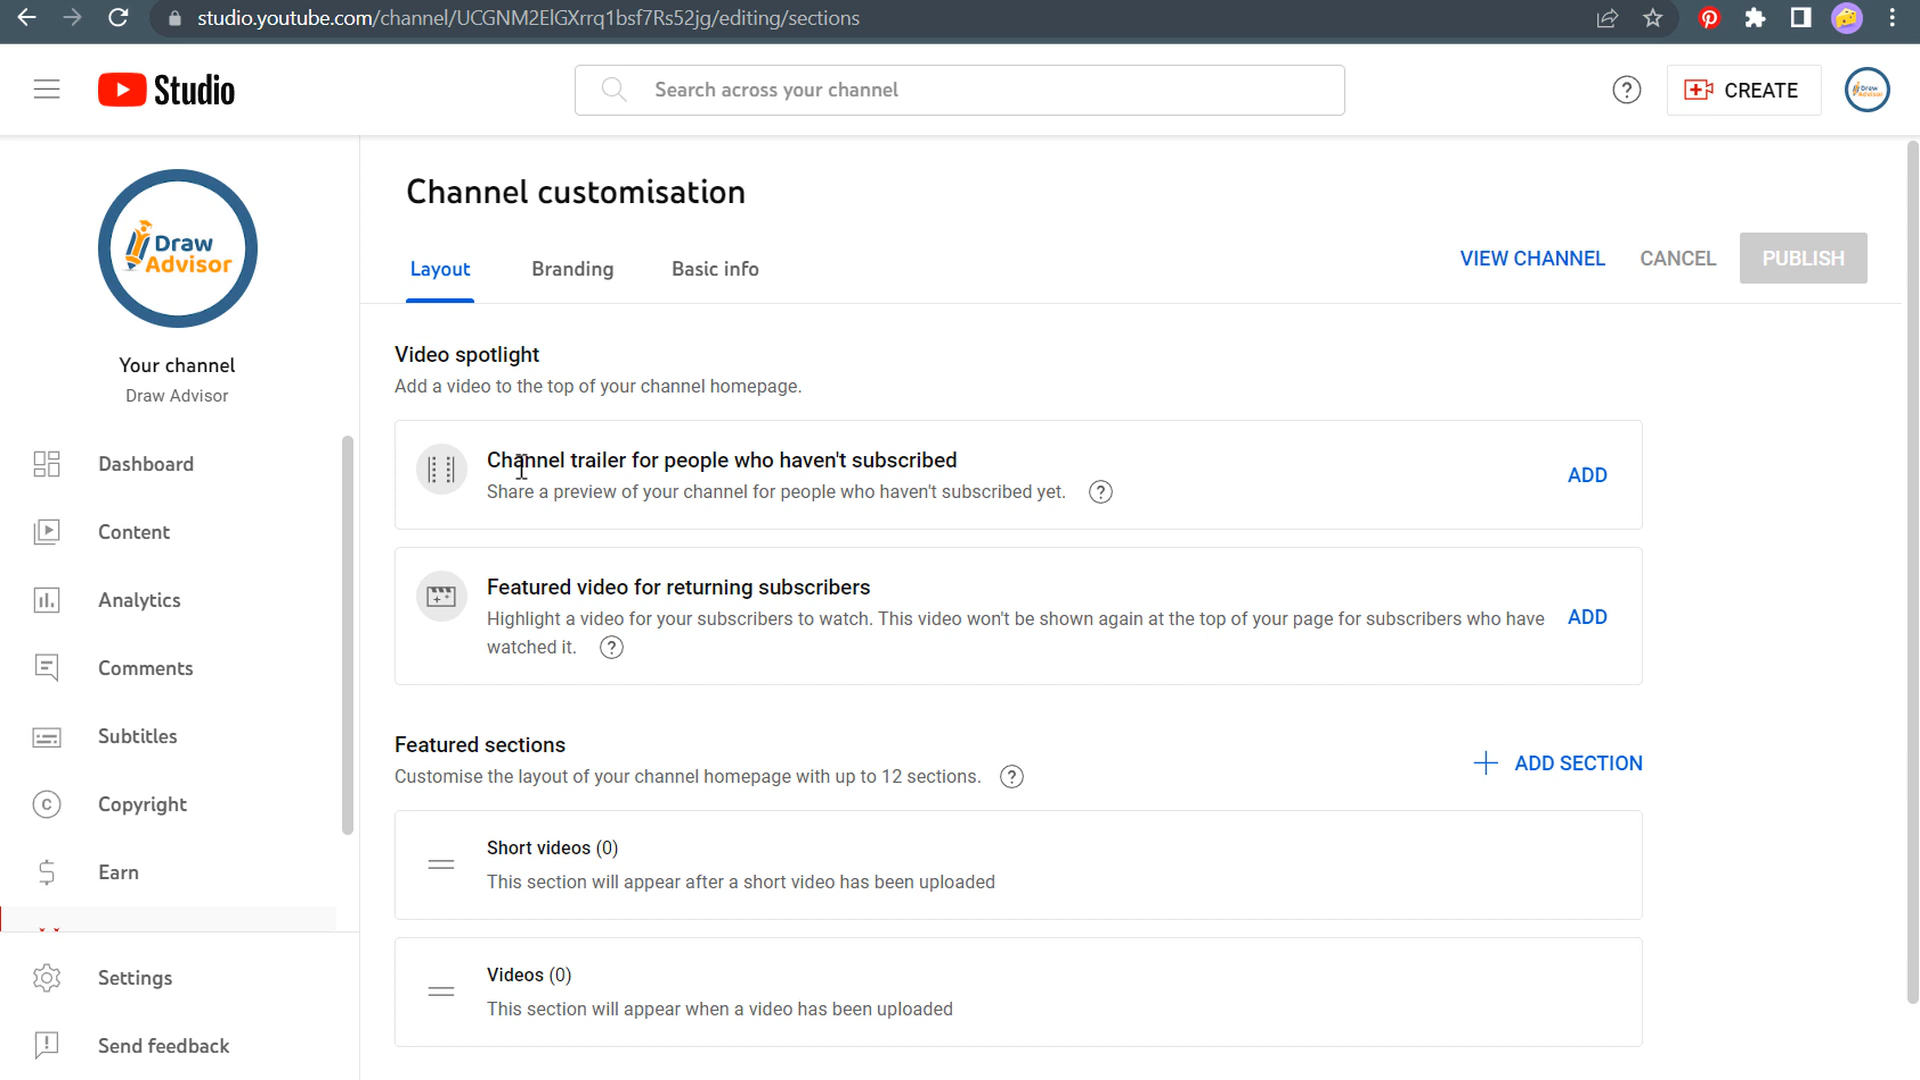 studio.youtube.com/channel/UCGNM2ElGXrrq1bsf7Rs52jg/editing/sections
Studio
Search across your channel
CREATE
Draw Advisor
Channel customisation
Layout
Branding
Basic info
VIEW CHANNEL
CANCEL
PUBLISH
Draw
Advisor
Your channel
Draw Advisor
Dashboard
Content
Analytics
Comments
Subtitles
Copyright
Earn
Settings
Send feedback
Video spotlight
Add a video to the top of your channel homepage.
Channel trailer for people who haven't subscribed
Share a preview of your channel for people who haven't subscribed yet.
ADD
Featured video for returning subscribers
Highlight a video for your subscribers to watch. This video won't be shown again at the top of your page for subscribers who have
watched it.
ADD
Featured sections
Customise the layout of your channel homepage with up to 12 sections.
ADD SECTION
Short videos (0)
This section will appear after a short video has been uploaded
Videos (0)
This section will appear when a video has been uploaded